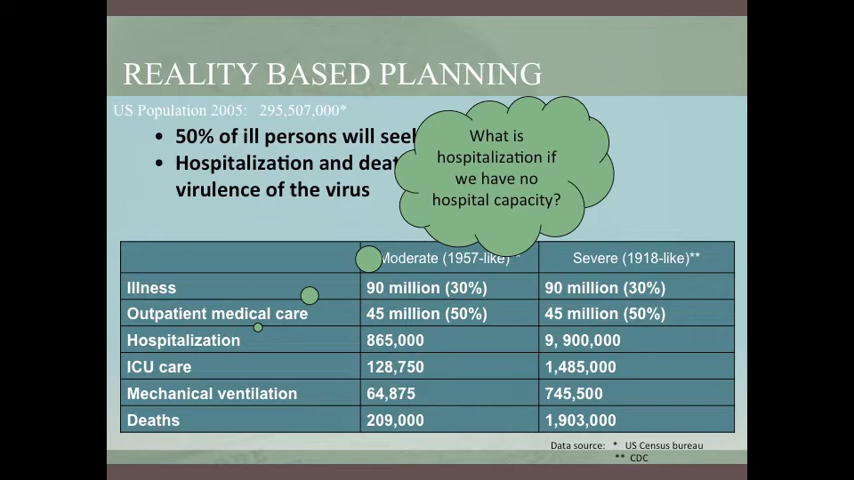 REALITY BASED PLANNING
US Population 2005: 295,507,000*
• 50% of ill persons will
• Hospitalization and
virulence of the virus
What is
hospitalization if
we have no
hospital capacity?
Moderate (1957-like) Severe (1918-like)**
Illness 90 million (30%) 90 million (30%)
Outpatient medical care 45 million (50%) 45 million (50%)
Hospitalization 865,000 9, 900,000
ICU care 128,750 1,485,000
Mechanical ventilation 64,875 745,500
Deaths 209,000 1,903,000
Data source: * US Census bureau
** CDC